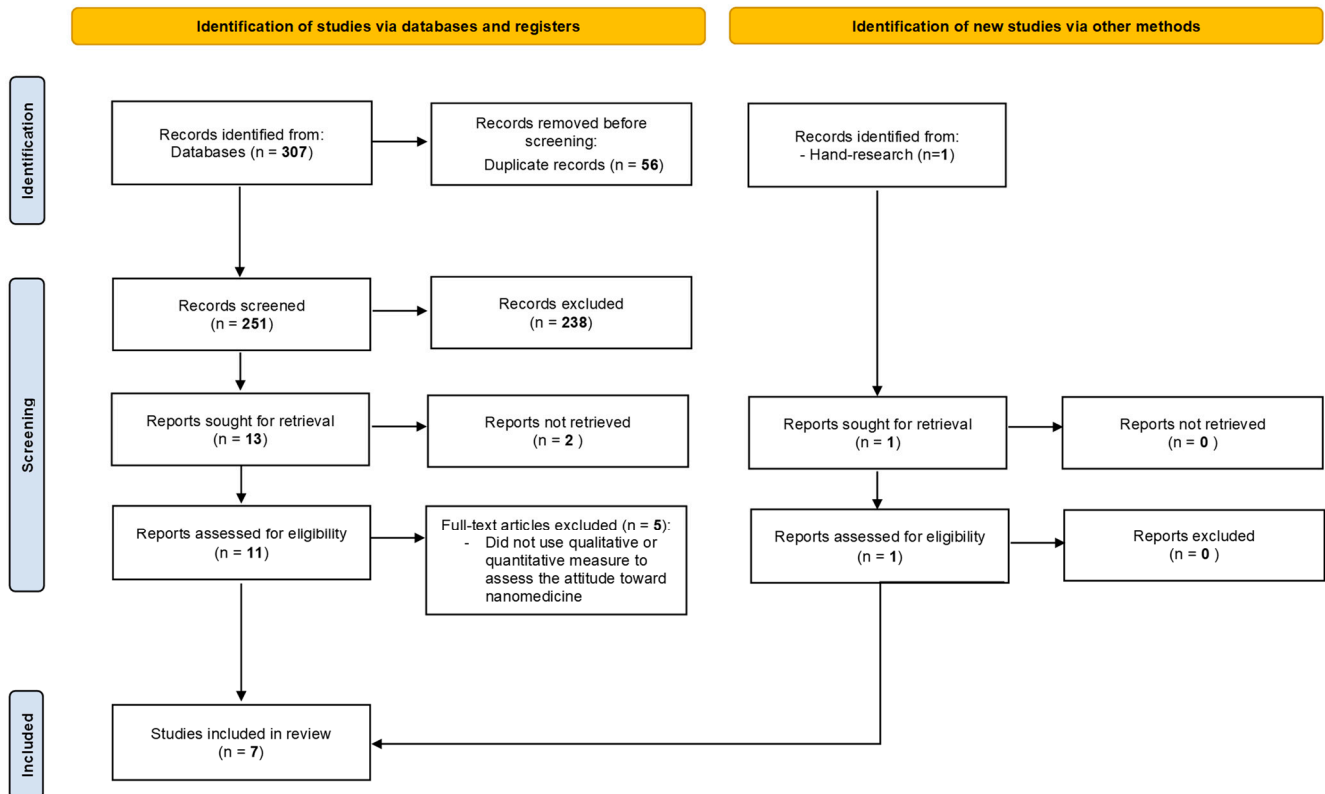 Identification of studies via databases and registers
Identification of new studies via other methods
Identification
Records identified from:
Databases (n = 307)
Records removed before
screening:
Duplicate records (n = 56)
Records identified from:
- Hand-research (n=1)
Screening
Records screened
(n = 251)
Records excluded
(n = 238)
Reports sought for retrieval
(n = 13)
Reports not retrieved
(n = 2 )
Reports sought for retrieval
(n = 1)
Reports not retrieved
(n = 0 )
Reports assessed for eligibility
(n = 11)
Full-text articles excluded (n = 5):
- Did not use qualitative or
quantitative measure to
assess the attitude toward
nanomedicine
Reports assessed for eligibility
(n = 1)
Reports excluded
(n = 0 )
Included
Studies included in review
(n = 7)